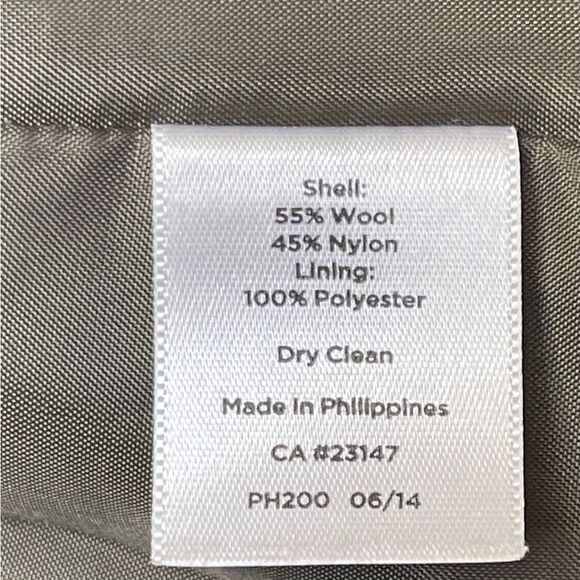 Shell:
55% Wool
45% Nylon
Lining:
100% Polyester
Dry Clean
Made In Philippines
CA #23147
PH200 06/14